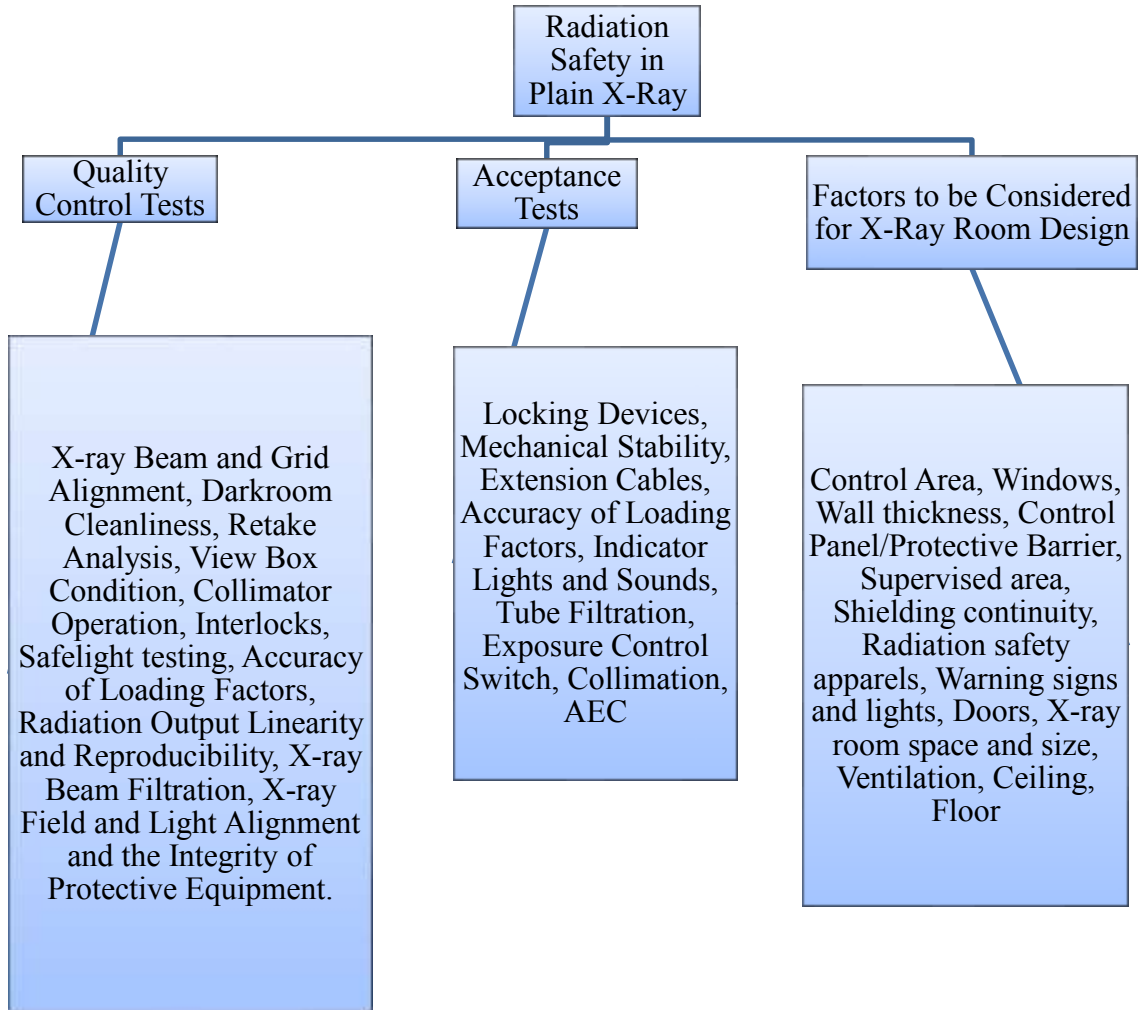 Radiation
Safety in
Plain X-Ray
Quality
Control Tests
Acceptance
Tests
Factors to be Considered
for X-Ray Room Design
X-ray Beam and Grid
Alignment, Darkroom
Cleanliness, Retake
Analysis, View Box
Condition, Collimator
Operation, Interlocks,
Safelight testing, Accuracy
of Loading Factors,
Radiation Output Linearity
and Reproducibility, X-ray
Beam Filtration, X-ray
Field and Light Alignment
and the Integrity of
Protective Equipment.
Locking Devices,
Mechanical Stability,
Extension Cables,
Accuracy of Loading
Factors, Indicator
Lights and Sounds,
Tube Filtration,
Exposure Control
Switch, Collimation,
AEC
Control Area, Windows,
Wall thickness, Control
Panel/Protective Barrier,
Supervised area,
Shielding continuity,
Radiation safety
apparels, Warning signs
and lights, Doors, X-ray
room space and size,
Ventilation, Ceiling,
Floor